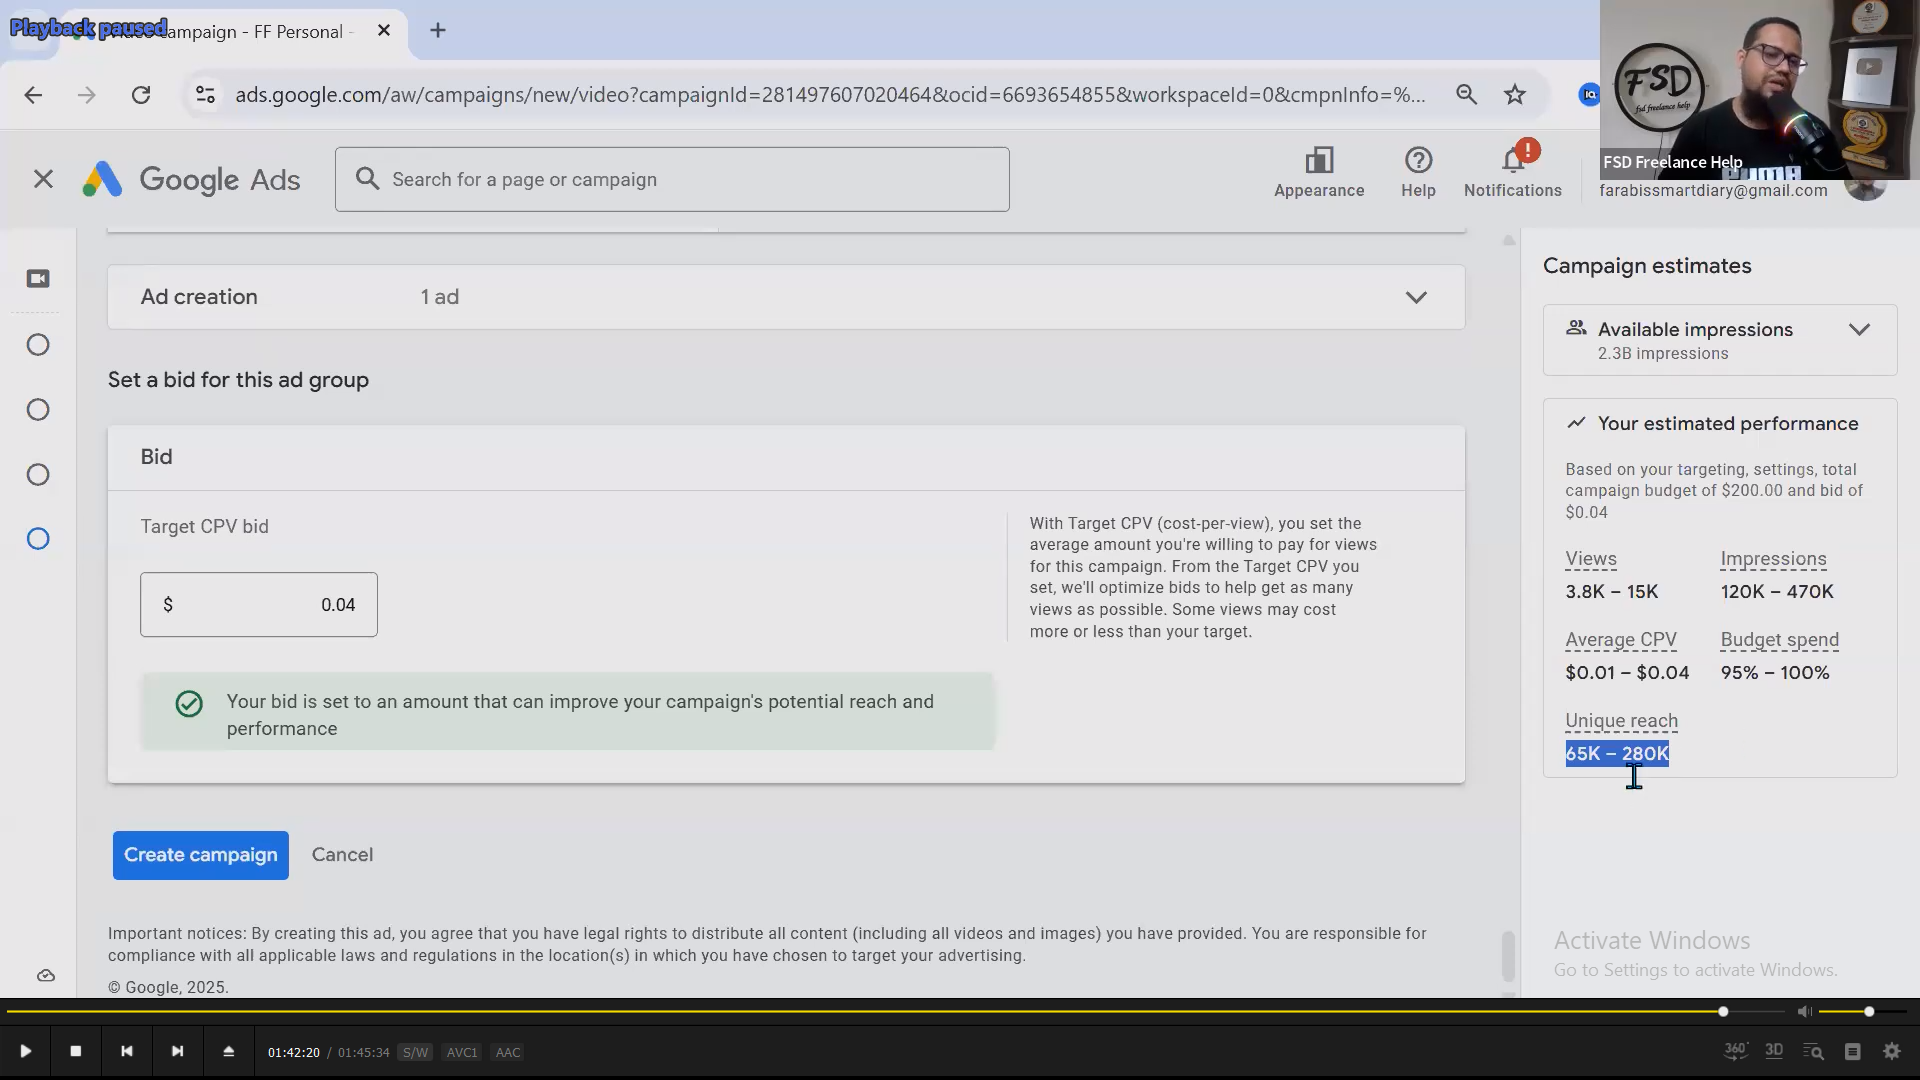 Playback paused
campaign - FF Personal -
ads.google.com/aw/campaigns/new/video?campaignId=281497607020464&ocid=6693654855&workspaceId=0&cmpnInfo=%...
FSD
fsd freelance help
FSD Freelance Help
PUMA
Google Ads
Search for a page or campaign
Appearance
Help
Notifications
farabissmartdiary@gmail.com
Ad creation
1 ad
Set a bid for this ad group
Bid
Target CPV bid
$ 0.04
Your bid is set to an amount that can improve your campaign's potential reach and
performance
With Target CPV (cost-per-view), you set the
average amount you're willing to pay for views
for this campaign. From the Target CPV you
set, we'll optimize bids to help get as many
views as possible. Some views may cost
more or less than your target.
Create campaign
Cancel
Important notices: By creating this ad, you agree that you have legal rights to distribute all content (including all videos and images) you have provided. You are responsible for
compliance with all applicable laws and regulations in the location(s) in which you have chosen to target your advertising.
© Google, 2025.
Campaign estimates
Available impressions
2.3B impressions
Your estimated performance
Based on your targeting, settings, total
campaign budget of $200.00 and bid of
$0.04
Views
3.8K – 15K
Impressions
120K – 470K
Average CPV
$0.01 – $0.04
Budget spend
95% – 100%
Unique reach
65K – 280K
Activate Windows
Go to Settings to activate Windows.
01:42:20 / 01:45:34 S/W AVC1 AAC
360° 3D